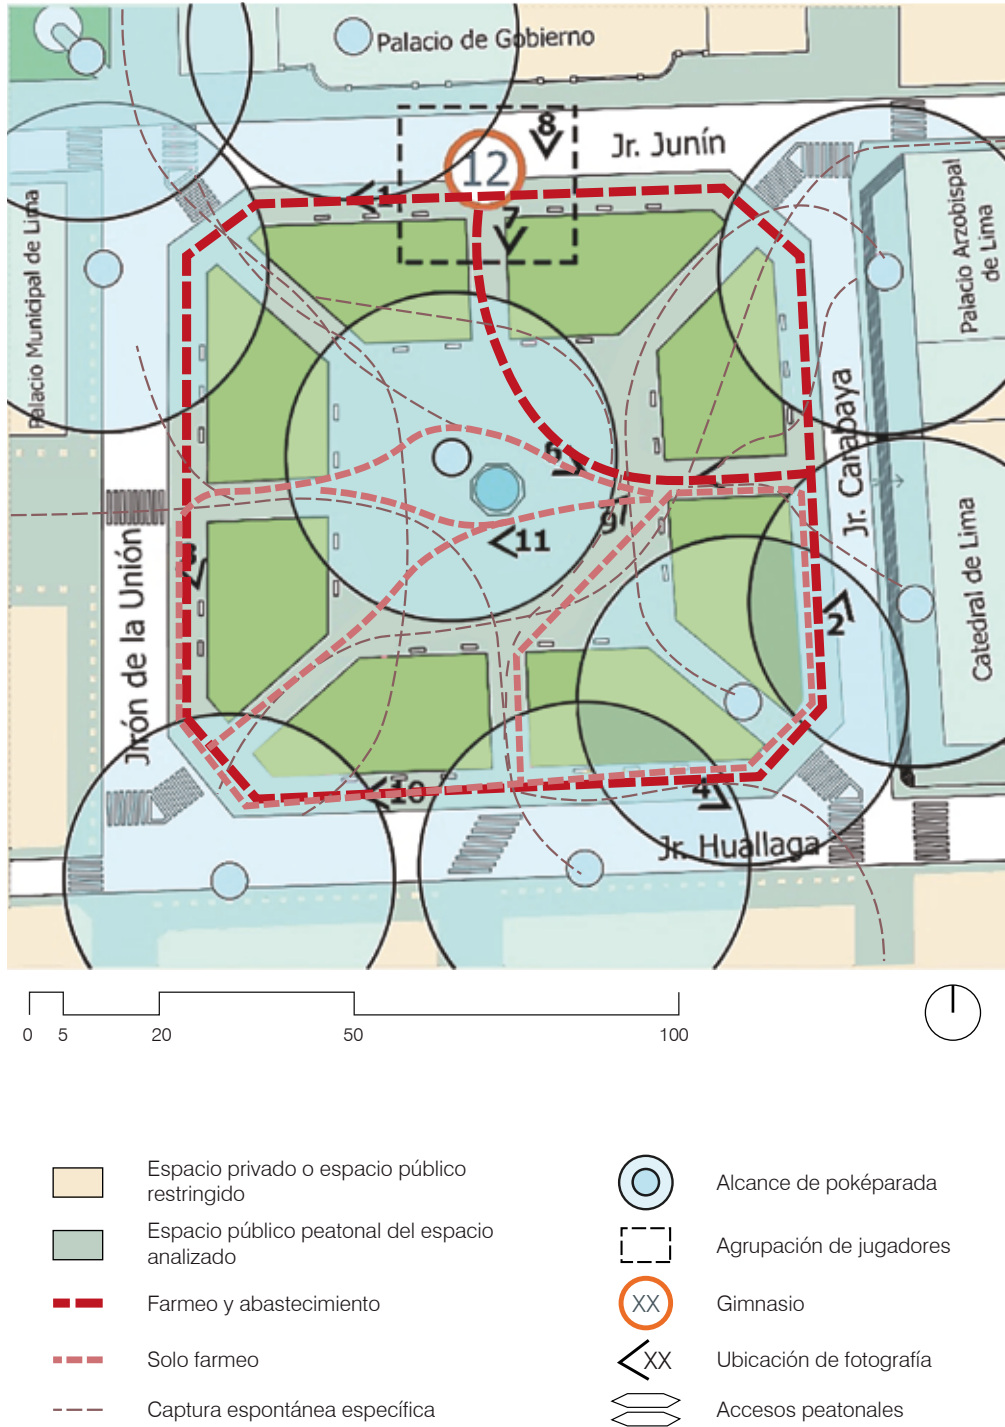 Palacio de Gobierno
8
Jr. Junín
12
1
7
Palacio Municipal de Lima
Palacio Arzobispal
de Lima
6
Jr. Carabaya
9
11
3
2
Catedral de Lima
Jirón de la Unión
10
4
Jr. Huallaga
0 5 20 50 100
Espacio privado o espacio público
restringido
Espacio público peatonal del espacio
analizado
Farmeo y abastecimiento
Solo farmeo
Captura espontánea específica
Alcance de poképarada
Agrupación de jugadores
XX Gimnasio
XX Ubicación de fotografía
Accesos peatonales